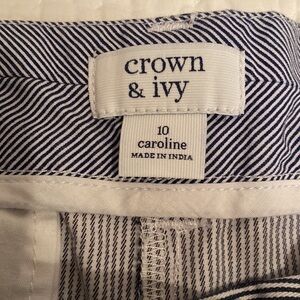 crown
& ivy
10
caroline
MADE IN INDIA